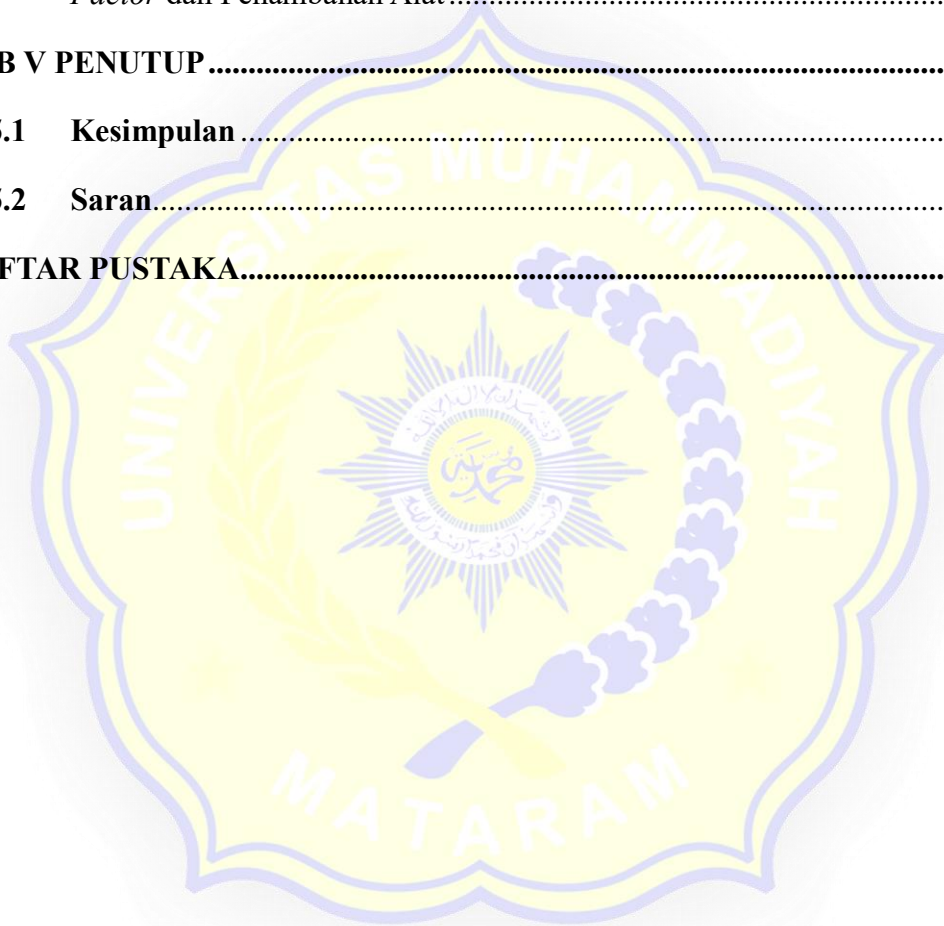 Factor dan Penambahan Alat..........................................................................
B V PENUTUP.............................................................................................
5.1 Kesimpulan.........................................................................................
5.2 Saran....................................................................................................
FTAR PUSTAKA.........................................................................................
UNIVERSITAS MUHAMMADIYAH
MATARAM